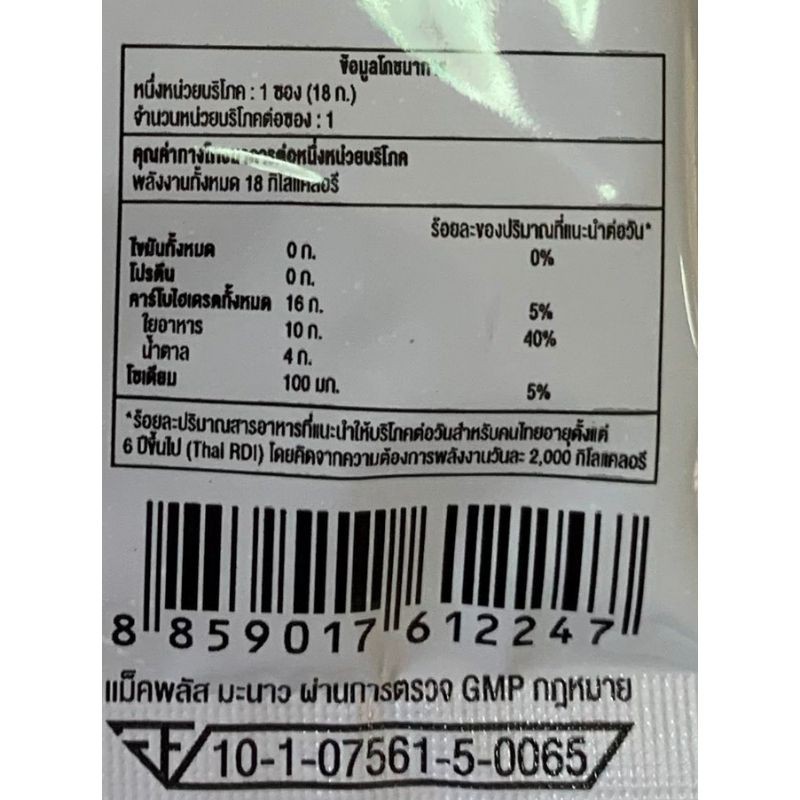 ข้อมูลโภชนาการ
หนึ่งหน่วยบริโภค : 1 ซอง (18 ก.)
จำนวนหน่วยบริโภคต่อซอง : 1
คุณค่าทางโภชนาการต่อหนึ่งหน่วยบริโภค
พลังงานทั้งหมด 18 กิโลแคลอรี
ร้อยละของปริมาณที่แนะนำต่อวัน*
ไขมันทั้งหมด 0 ก. 0%
โปรตีน 0 ก.
คาร์โบไฮเดรตทั้งหมด 16 ก. 5%
ใยอาหาร 10 ก. 40%
น้ำตาล 4 ก.
โซเดียม 100 มก. 5%
*ร้อยละปริมาณสารอาหารที่แนะนำให้บริโภคต่อวันสำหรับคนไทยอายุตั้งแต่
6 ปีขึ้นไป (Thai RDI) โดยคิดจากความต้องการพลังงานวันละ 2,000 กิโลแคลอรี
8 859017 612247
แม็คพลัส มะนาว ผ่านการตรวจ GMP กฎหมาย
10-1-07561-5-0065